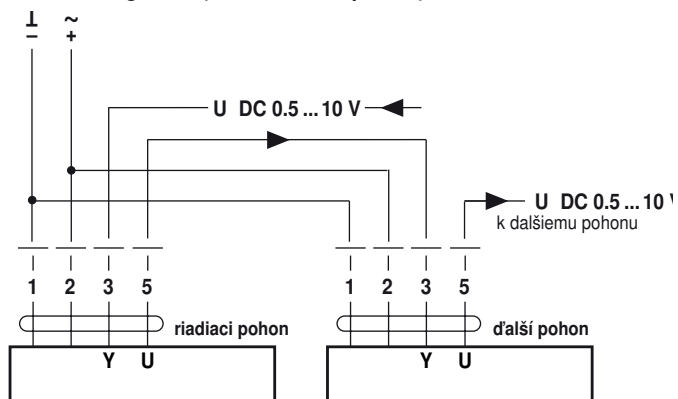 ⊥ ~
– +
U DC 0.5 ... 10 V
U DC 0.5 ... 10 V
k dalšiemu pohonu
1 2 3 5
1 2 3 5
riadiaci pohon
ďalší pohon
Y U
Y U